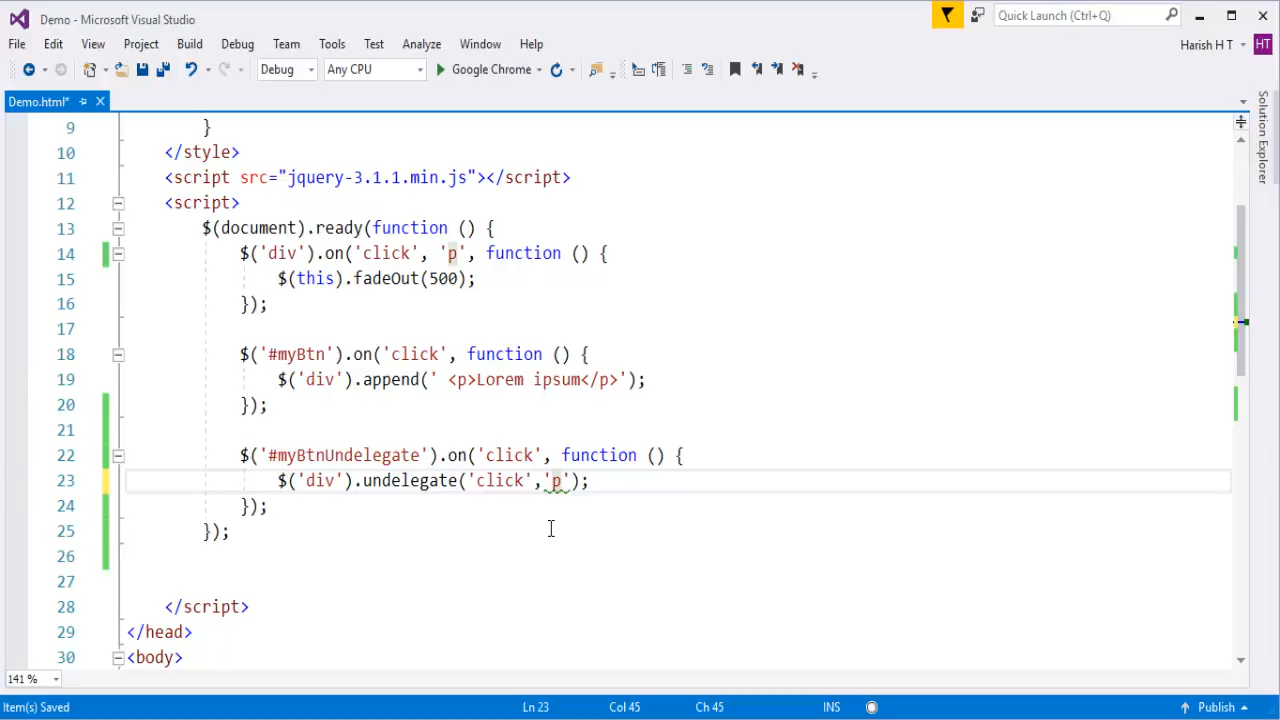 Demo - Microsoft Visual Studio
Quick Launch (Ctrl+Q)
File Edit View Project Build Debug Team Tools Test Analyze Window Help
Harish H T
HT
Debug
Any CPU
Google Chrome
Demo.html*
Solution Explorer
9 }
10 </style>
11 <script src="jquery-3.1.1.min.js"></script>
12 <script>
13 $(document).ready(function () {
14 $('div').on('click', 'p', function () {
15 $(this).fadeOut(500);
16 });
17
18 $('#myBtn').on('click', function () {
19 $('div').append(' <p>Lorem ipsum</p>');
20 });
21
22 $('#myBtnUndelegate').on('click', function () {
23 $('div').undelegate('click','p');
24 });
25 });
26
27
28 </script>
29 </head>
30 <body>
141 %
Item(s) Saved
Ln 23
Col 45
Ch 45
INS
Publish